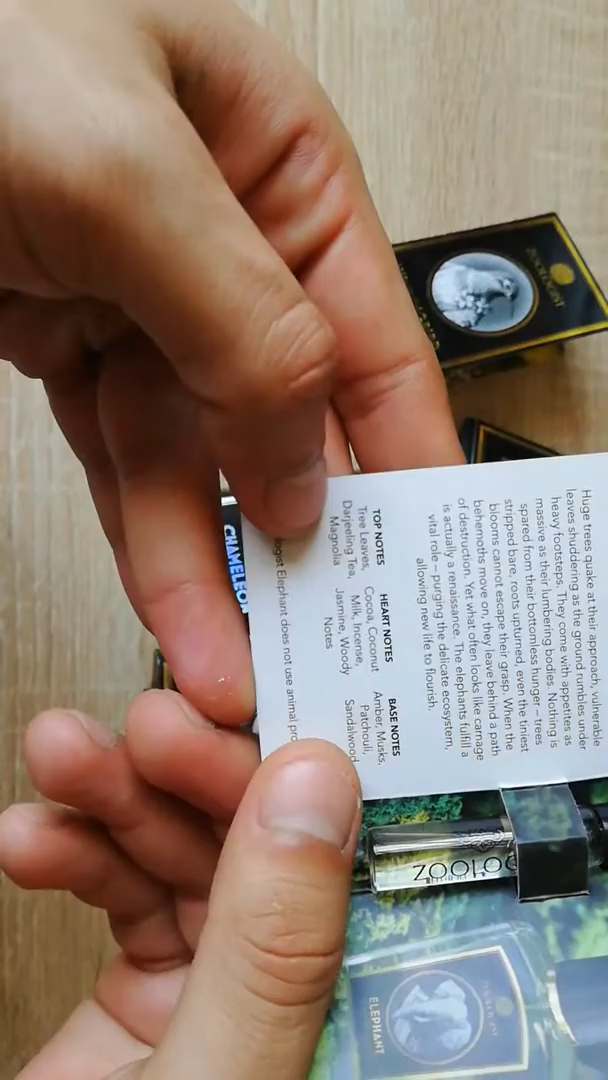 Huge trees quake at their approach, vulnerable
leaves shuddering as the ground rumbles under
heavy footsteps. They come with appetites as
massive as their lumbering bodies. Nothing is
spared from their bottomless hunger – trees
stripped bare, roots upturned, even the tiniest
blooms cannot escape their grasp. When the
behemoths move on, they leave behind a path
of destruction. Yet what often looks like carnage
is actually a renaissance. The elephants fulfill a
vital role – purging the delicate ecosystem,
allowing new life to flourish.
TOP NOTES
Tree Leaves,
Darjeeling Tea,
Magnolia
HEART NOTES
Cocoa, Coconut
Milk, Incense,
Jasmine, Woody
Notes
BASE NOTES
Amber, Musks,
Patchouli,
Sandalwood
Elephant does not use animal
CHAMELEON
ZOOLOGIST
ZOOLO
ZOOLOGIST
ELEPHANT